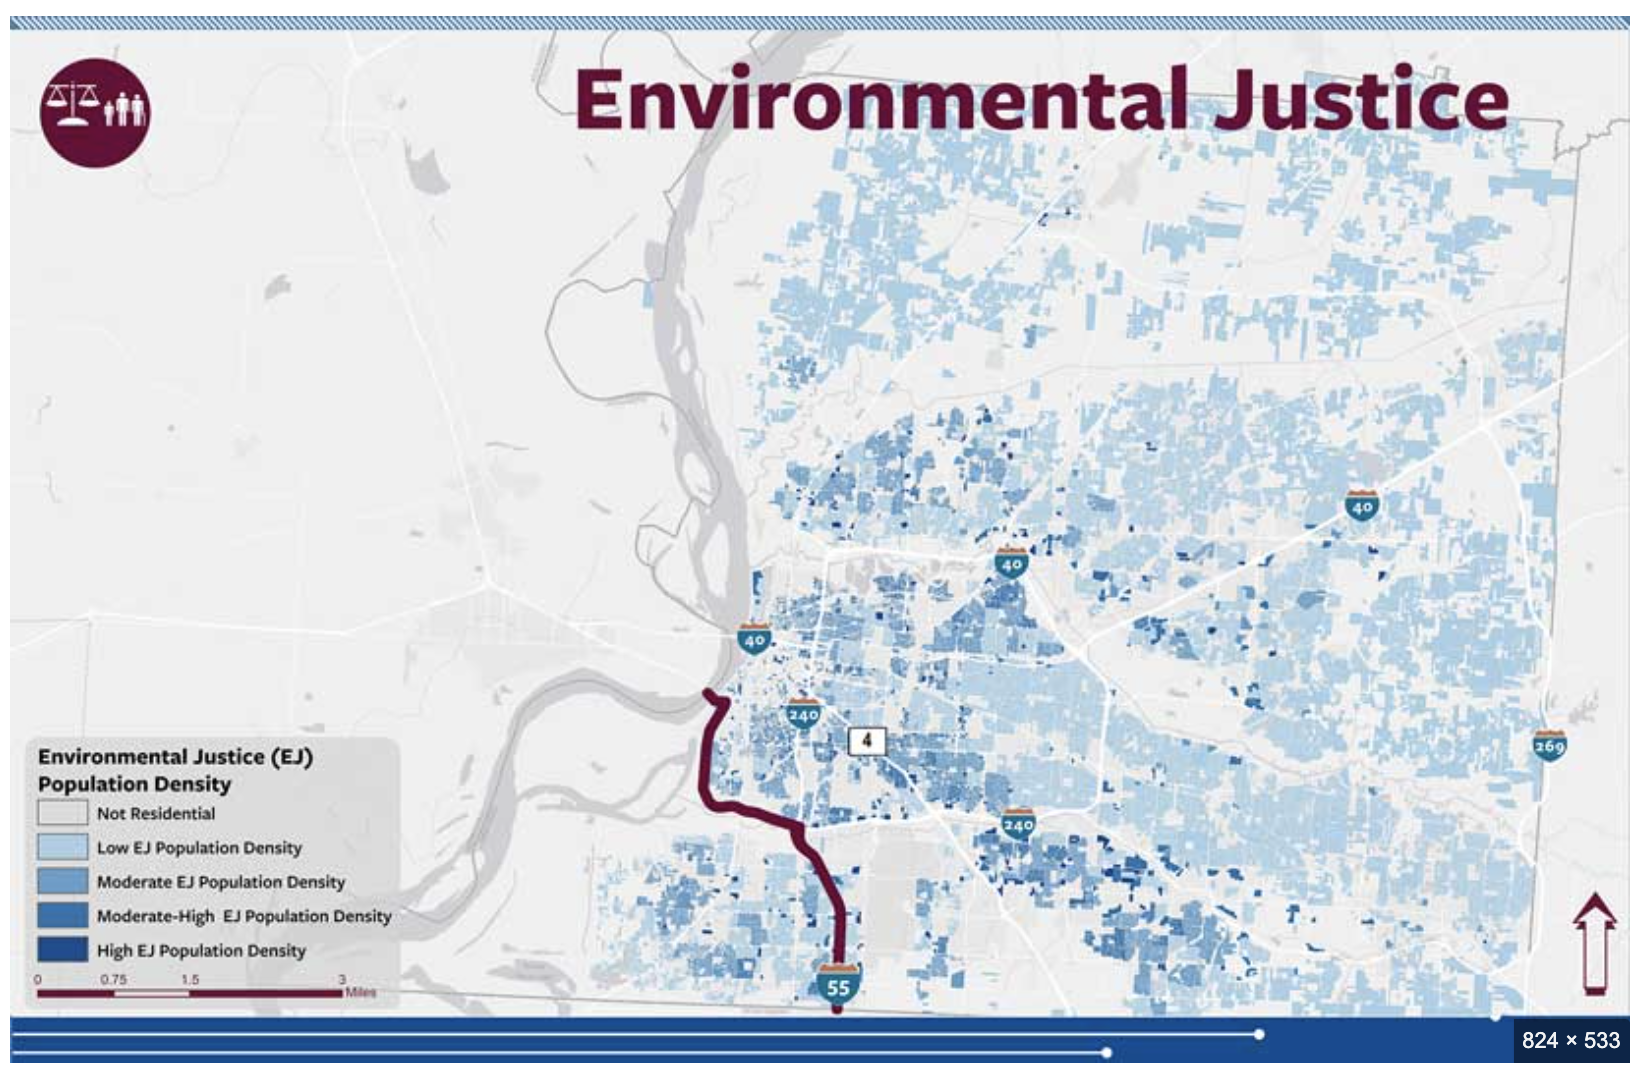 Environmental Justice
40
40
40
240
4
269
240
55
Environmental Justice (EJ)
Population Density
Not Residential
Low EJ Population Density
Moderate EJ Population Density
Moderate-High EJ Population Density
High EJ Population Density
0 0.75 1.5 3
Miles
824 × 533